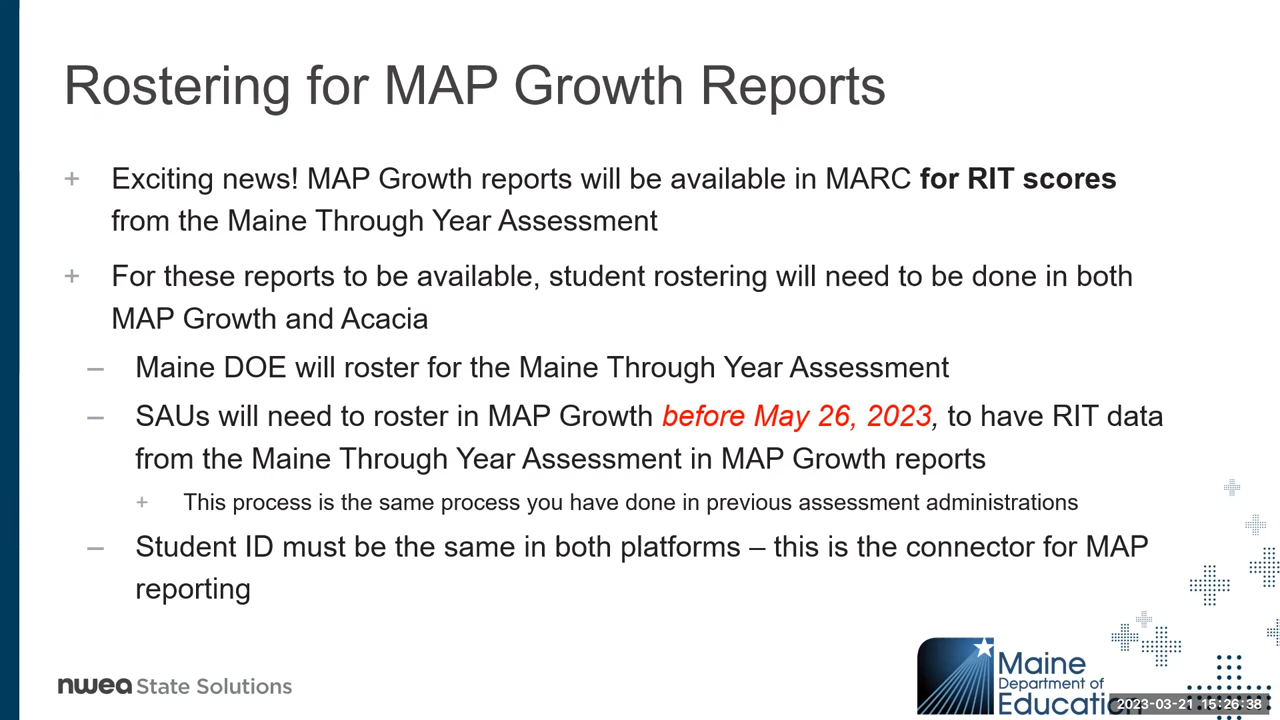 Rostering for MAP Growth Reports
+ Exciting news! MAP Growth reports will be available in MARC for RIT scores
from the Maine Through Year Assessment
+ For these reports to be available, student rostering will need to be done in both
MAP Growth and Acacia
– Maine DOE will roster for the Maine Through Year Assessment
– SAUs will need to roster in MAP Growth before May 26, 2023, to have RIT data
from the Maine Through Year Assessment in MAP Growth reports
+ This process is the same process you have done in previous assessment administrations
– Student ID must be the same in both platforms – this is the connector for MAP
reporting
nwea State Solutions
Maine
Department of
Education
2023-03-21 15:26:38